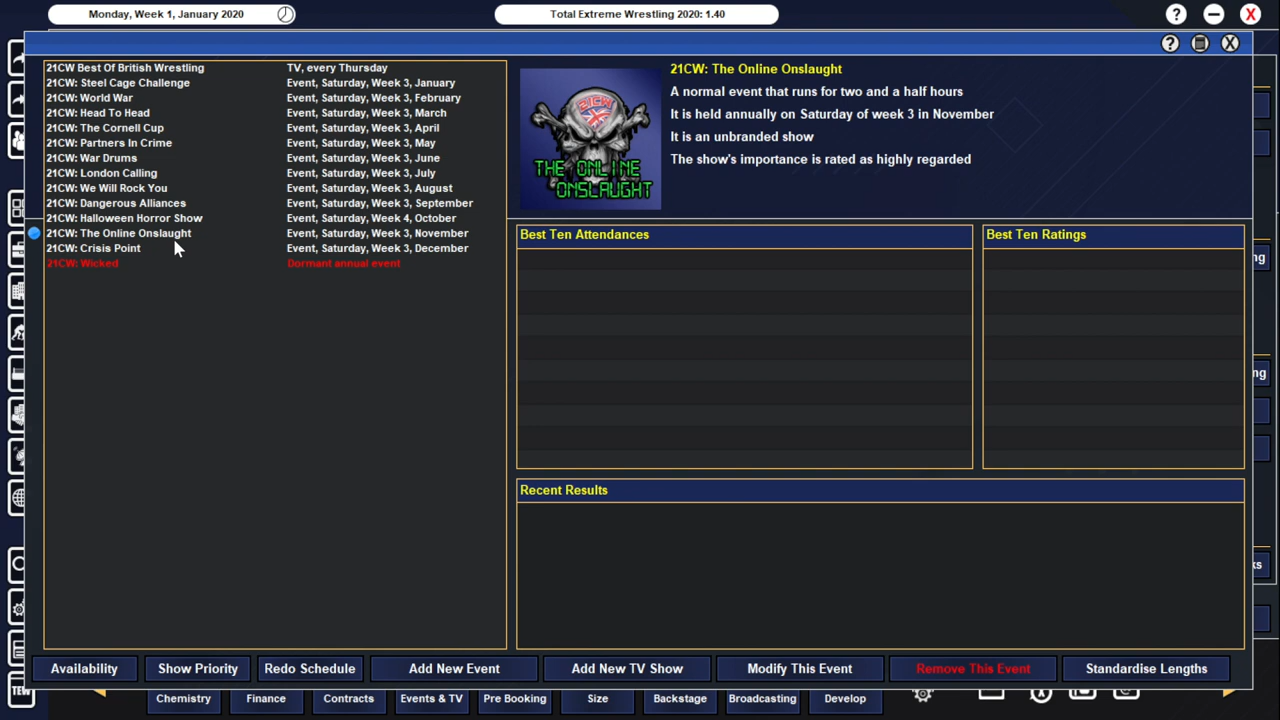 Monday, Week 1, January 2020
Total Extreme Wrestling 2020: 1.40
? X
? X
21CW Best Of British Wrestling TV, every Thursday
21CW: Steel Cage Challenge Event, Saturday, Week 3, January
21CW: World War Event, Saturday, Week 3, February
21CW: Head To Head Event, Saturday, Week 3, March
21CW: The Cornell Cup Event, Saturday, Week 3, April
21CW: Partners In Crime Event, Saturday, Week 3, May
21CW: War Drums Event, Saturday, Week 3, June
21CW: London Calling Event, Saturday, Week 3, July
21CW: We Will Rock You Event, Saturday, Week 3, August
21CW: Dangerous Alliances Event, Saturday, Week 3, September
21CW: Halloween Horror Show Event, Saturday, Week 4, October
21CW: The Online Onslaught Event, Saturday, Week 3, November
21CW: Crisis Point Event, Saturday, Week 3, December
21CW: Wicked Dormant annual event
21CW
THE ONLINE
ONSLAUGHT
21CW: The Online Onslaught
A normal event that runs for two and a half hours
It is held annually on Saturday of week 3 in November
It is an unbranded show
The show's importance is rated as highly regarded
Best Ten Attendances
Best Ten Ratings
Recent Results
ng
ng
ks
Availability Show Priority Redo Schedule Add New Event Add New TV Show Modify This Event Remove This Event Standardise Lengths
TEW Chemistry Finance Contracts Events & TV Pre Booking Size Backstage Broadcasting Develop